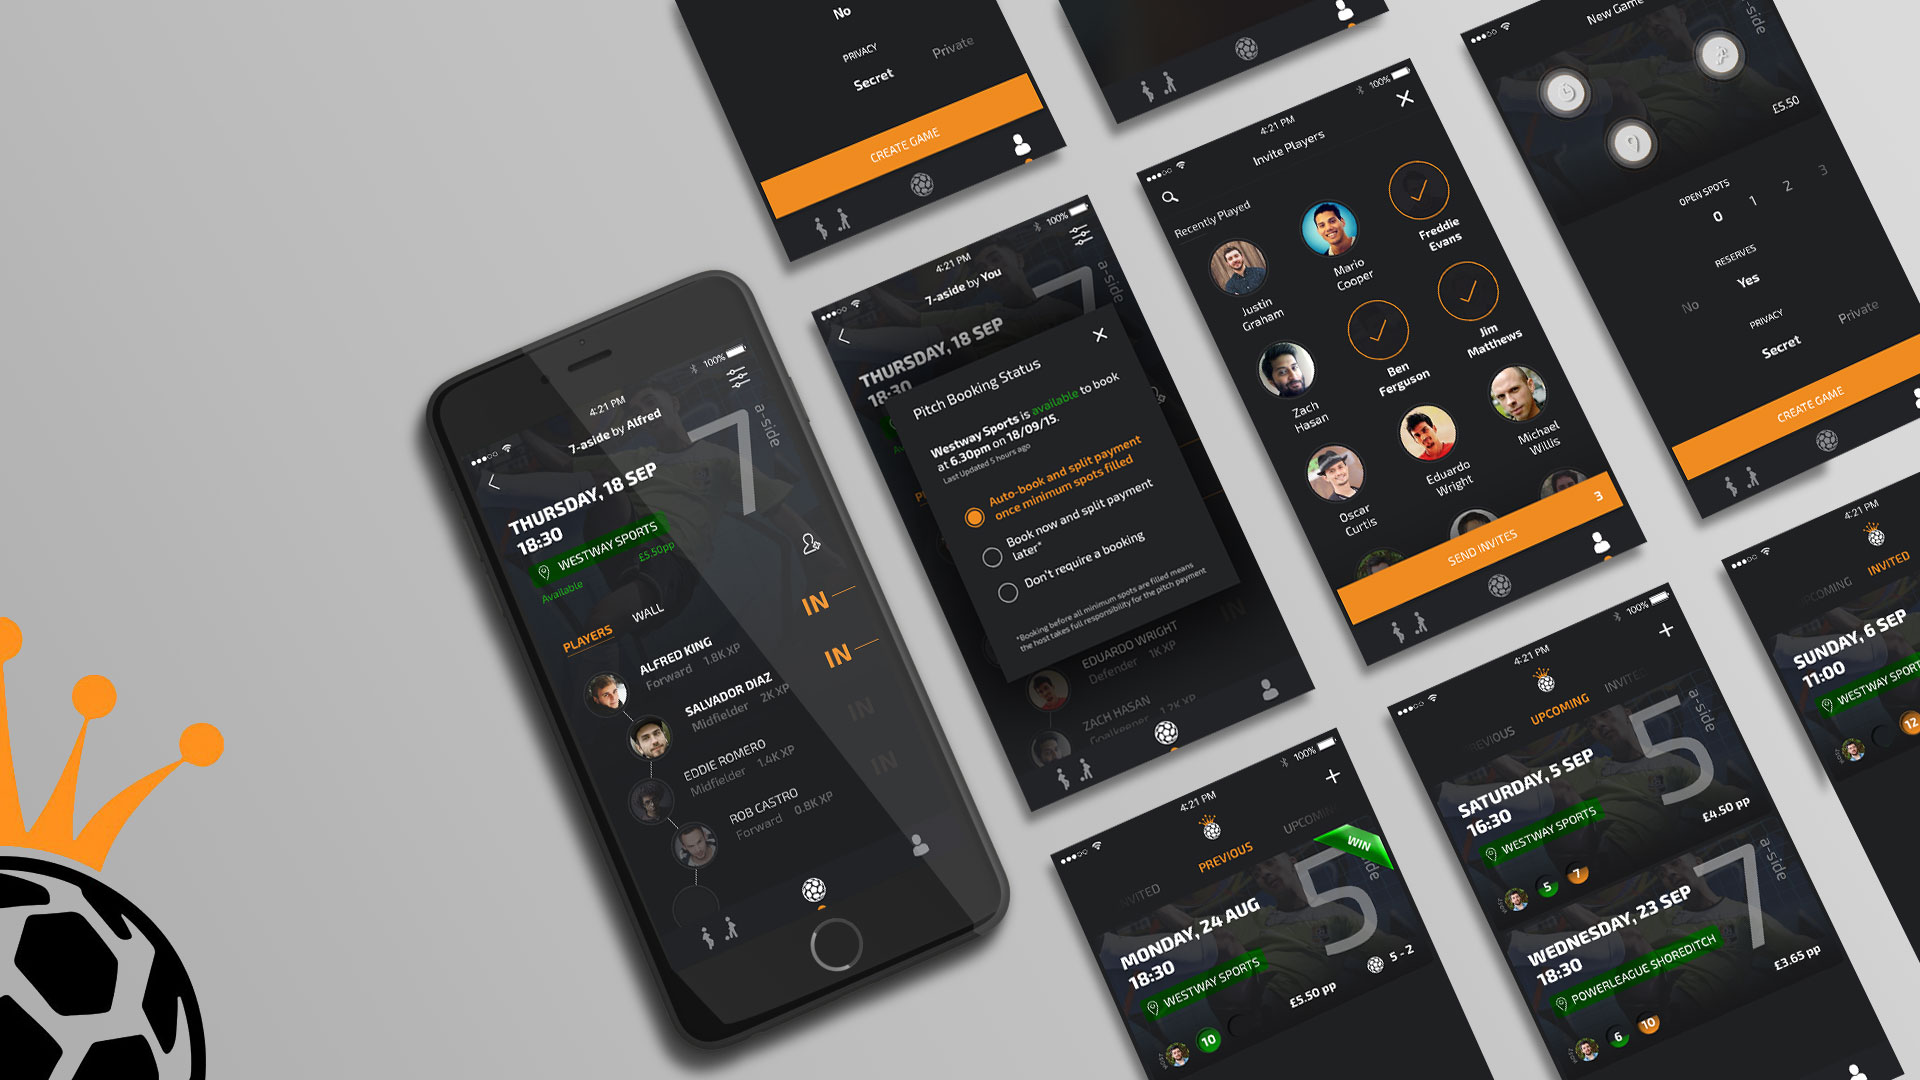 No
PRIVACY
Secret
Private
CREATE GAME
100%
4:21 PM
7-aside by Alfred
THURSDAY, 18 SEP
18:30
7
a-side
WESTWAY SPORTS
Available
£5.50pp
PLAYERS
WALL
ALFRED KING
Forward 1.8K XP
IN
SALVADOR DIAZ
Midfielder 2K XP
IN
EDDIE ROMERO
Midfielder 1.4K XP
IN
ROB CASTRO
Forward 0.8K XP
IN
100%
4:21 PM
7-aside by You
THURSDAY, 18 SEP
18:30
7
a-side
Pitch Booking Status
Westway Sports is available to book
at 6.30pm on 18/09/15.
Last Updated 5 hours ago
Auto-book and split payment
once minimum spots filled
Book now and split payment
later*
Don't require a booking
*Booking before all minimum spots are filled means
the host takes full responsibility for the pitch payment
IN
EDUARDO WRIGHT
Defender 1K XP
ZACH HASAN
Goalkeeper 1.2K XP
100%
4:21 PM
Invite Players
Recently Played
Justin
Graham
Mario
Cooper
Freddie
Evans
Zach
Hasan
Ben
Ferguson
Jim
Matthews
Oscar
Curtis
Eduardo
Wright
Michael
Willis
SEND INVITES
3
New Game
a-side
£5.50
OPEN SPOTS
0 1 2 3
RESERVES
No Yes
PRIVACY
Secret Private
CREATE GAME
100%
4:21 PM
PREVIOUS
WIN
MONDAY, 24 AUG
18:30
5
WESTWAY SPORTS
£5.50 pp
5 - 2
10
100%
4:21 PM
UPCOMING
SATURDAY, 5 SEP
16:30
5
a-side
WESTWAY SPORTS
£4.50 pp
5
7
WEDNESDAY, 23 SEP
18:30
7
a-side
POWERLEAGUE SHOREDITCH
£3.65 pp
6
10
4:21 PM
INVITED
SUNDAY, 6 SEP
11:00
WESTWAY SPORTS
12